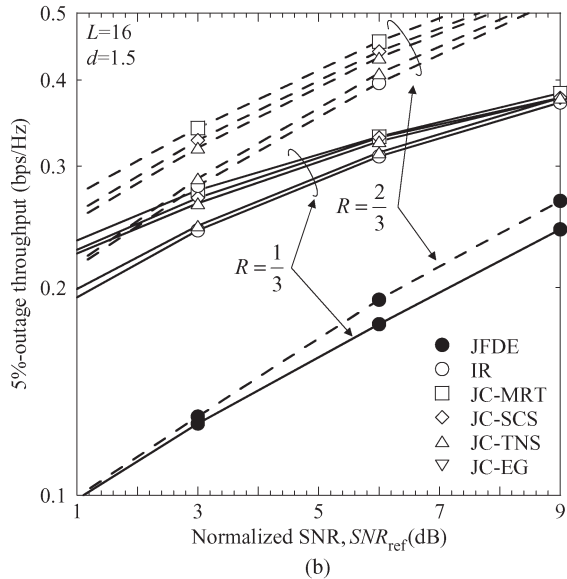 0.5
L=16
d=1.5
0.4
0.3
0.2
0.1
5%-outage throughput (bps/Hz)
R = 2/3
R = 1/3
JFDE
IR
JC-MRT
JC-SCS
JC-TNS
JC-EG
1 3 5 7 9
Normalized SNR, SNR_ref(dB)
(b)